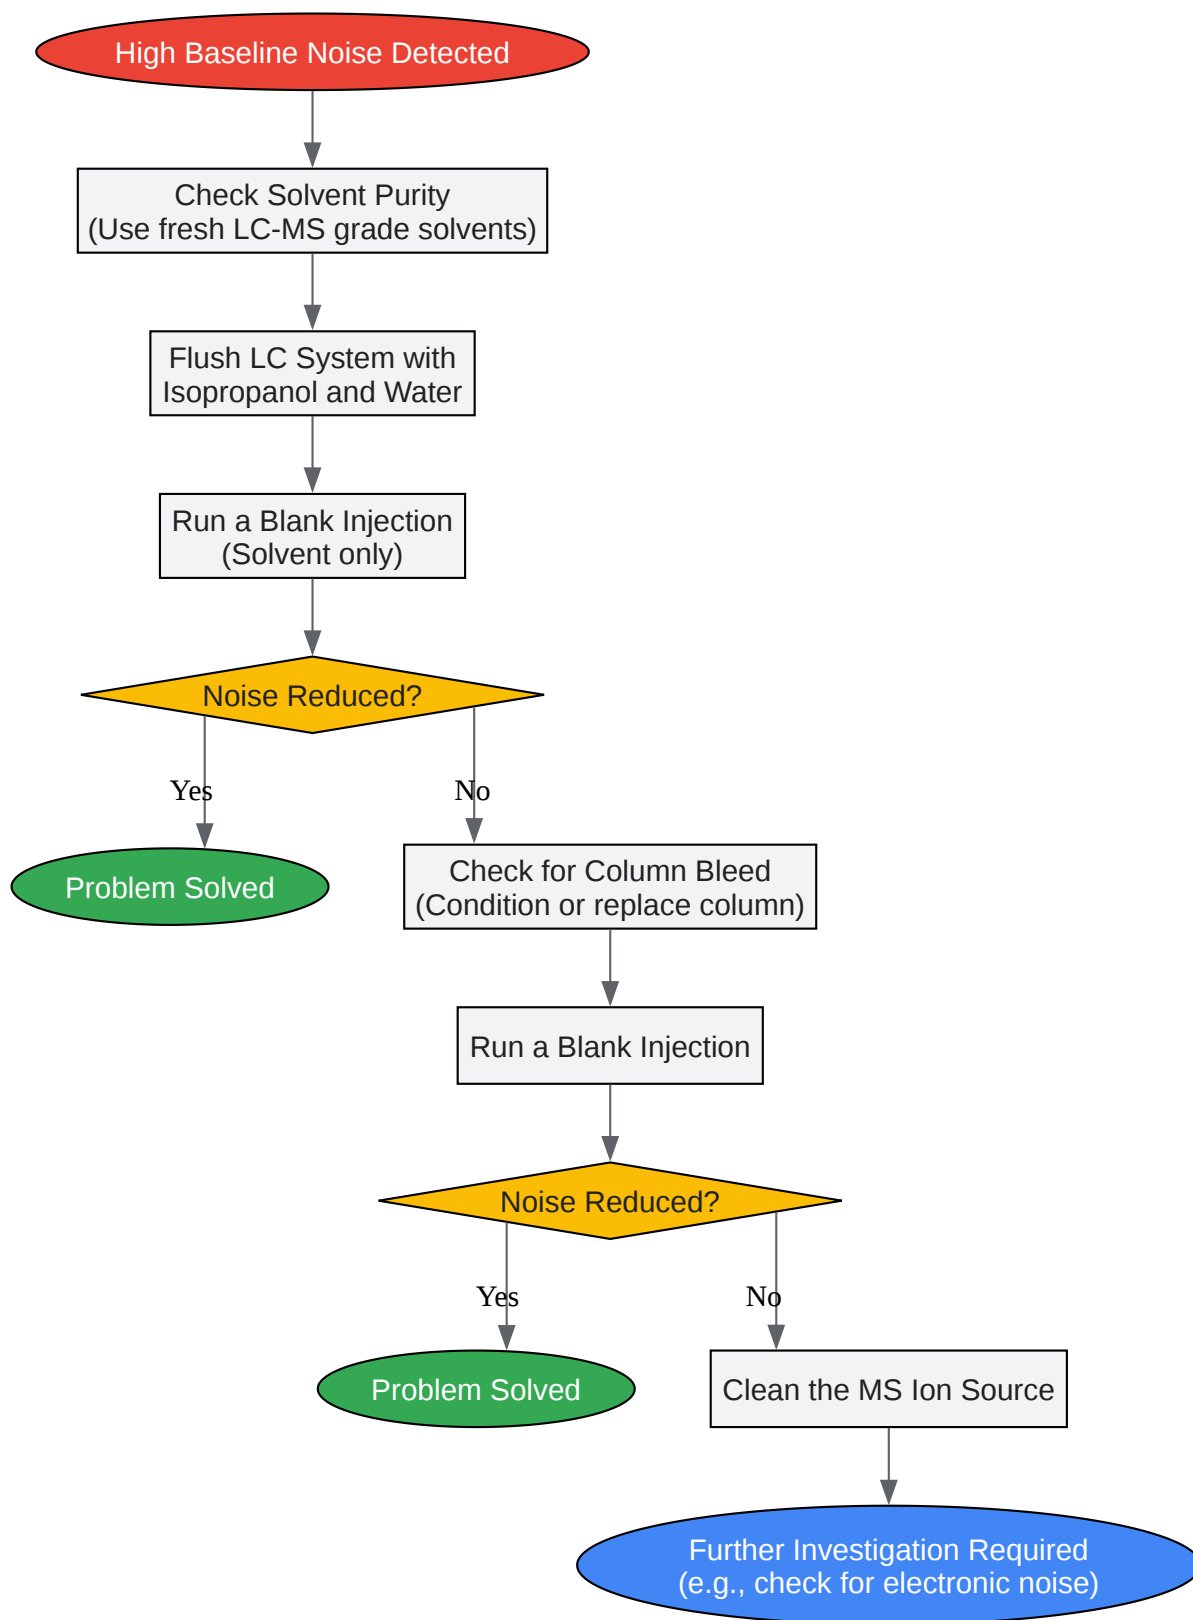 High Baseline Noise Detected
Check Solvent Purity
(Use fresh LC-MS grade solvents)
Flush LC System with
Isopropanol and Water
Run a Blank Injection
(Solvent only)
Noise Reduced?
Yes
No
Problem Solved
Check for Column Bleed
(Condition or replace column)
Run a Blank Injection
Noise Reduced?
Yes
No
Problem Solved
Clean the MS Ion Source
Further Investigation Required
(e.g., check for electronic noise)